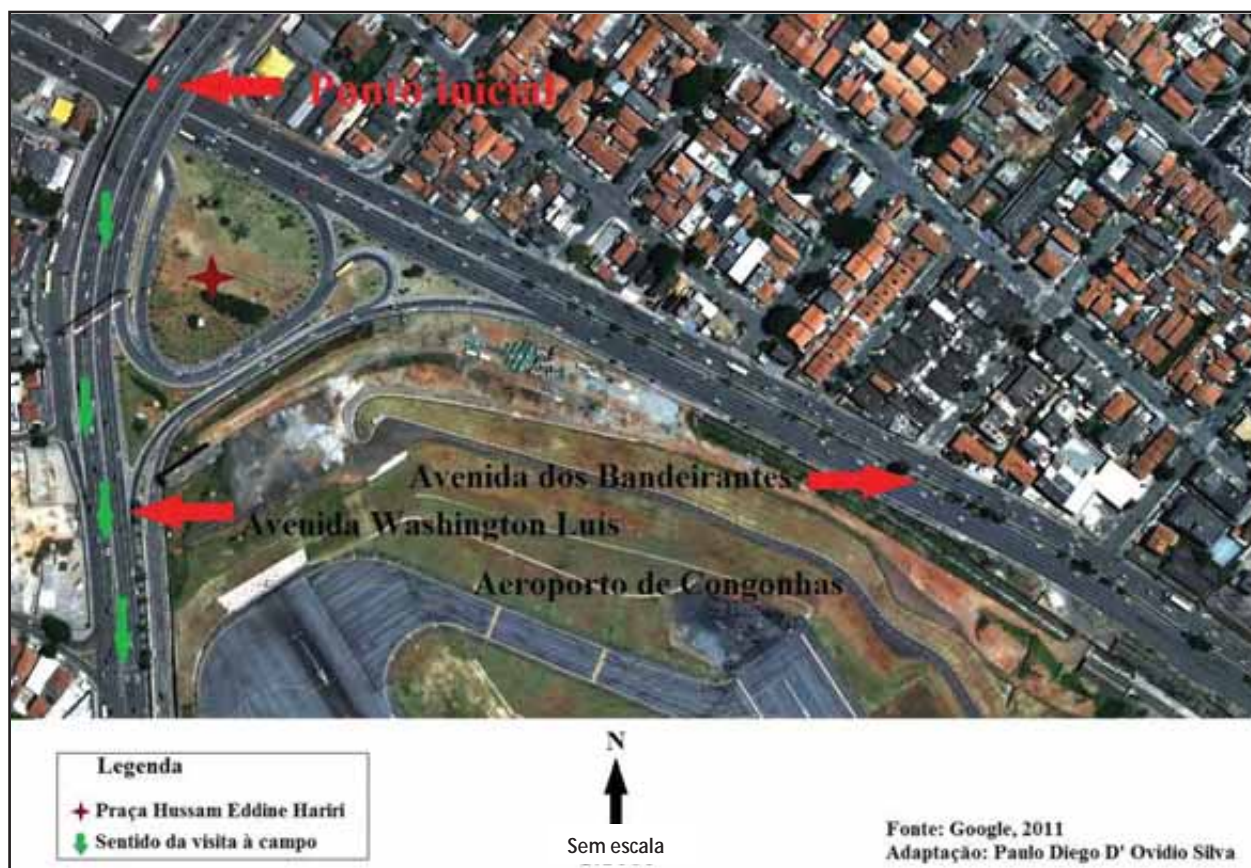 Ponto inicial
Avenida dos Bandeirantes
Avenida Washington Luis
Aeroporto de Congonhas
Legenda
Praça Hussam Eddine Hariri
Sentido da visita à campo
N
Sem escala
Fonte: Google, 2011
Adaptação: Paulo Diego D' Ovidio Silva